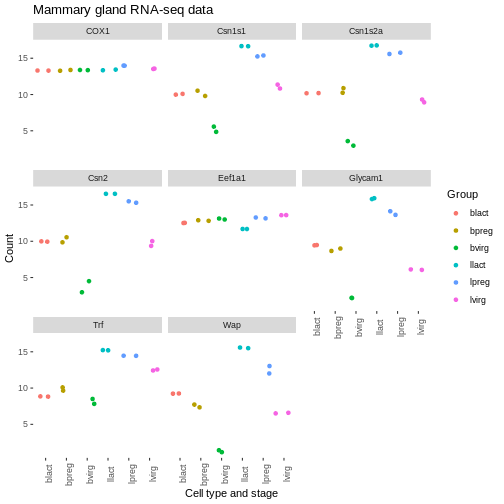 Mammary gland RNA-seq data
COX1
Csn1s1
Csn1s2a
15
10
5
Csn2
Eef1a1
Glycam1
15
10
5
Trf
Wap
15
10
5
blact
bpreg
bvirg
llact
lpreg
lvirg
blact
bpreg
bvirg
llact
lpreg
lvirg
blact
bpreg
bvirg
llact
lpreg
lvirg
Count
Cell type and stage
Group
blact
bpreg
bvirg
llact
lpreg
lvirg